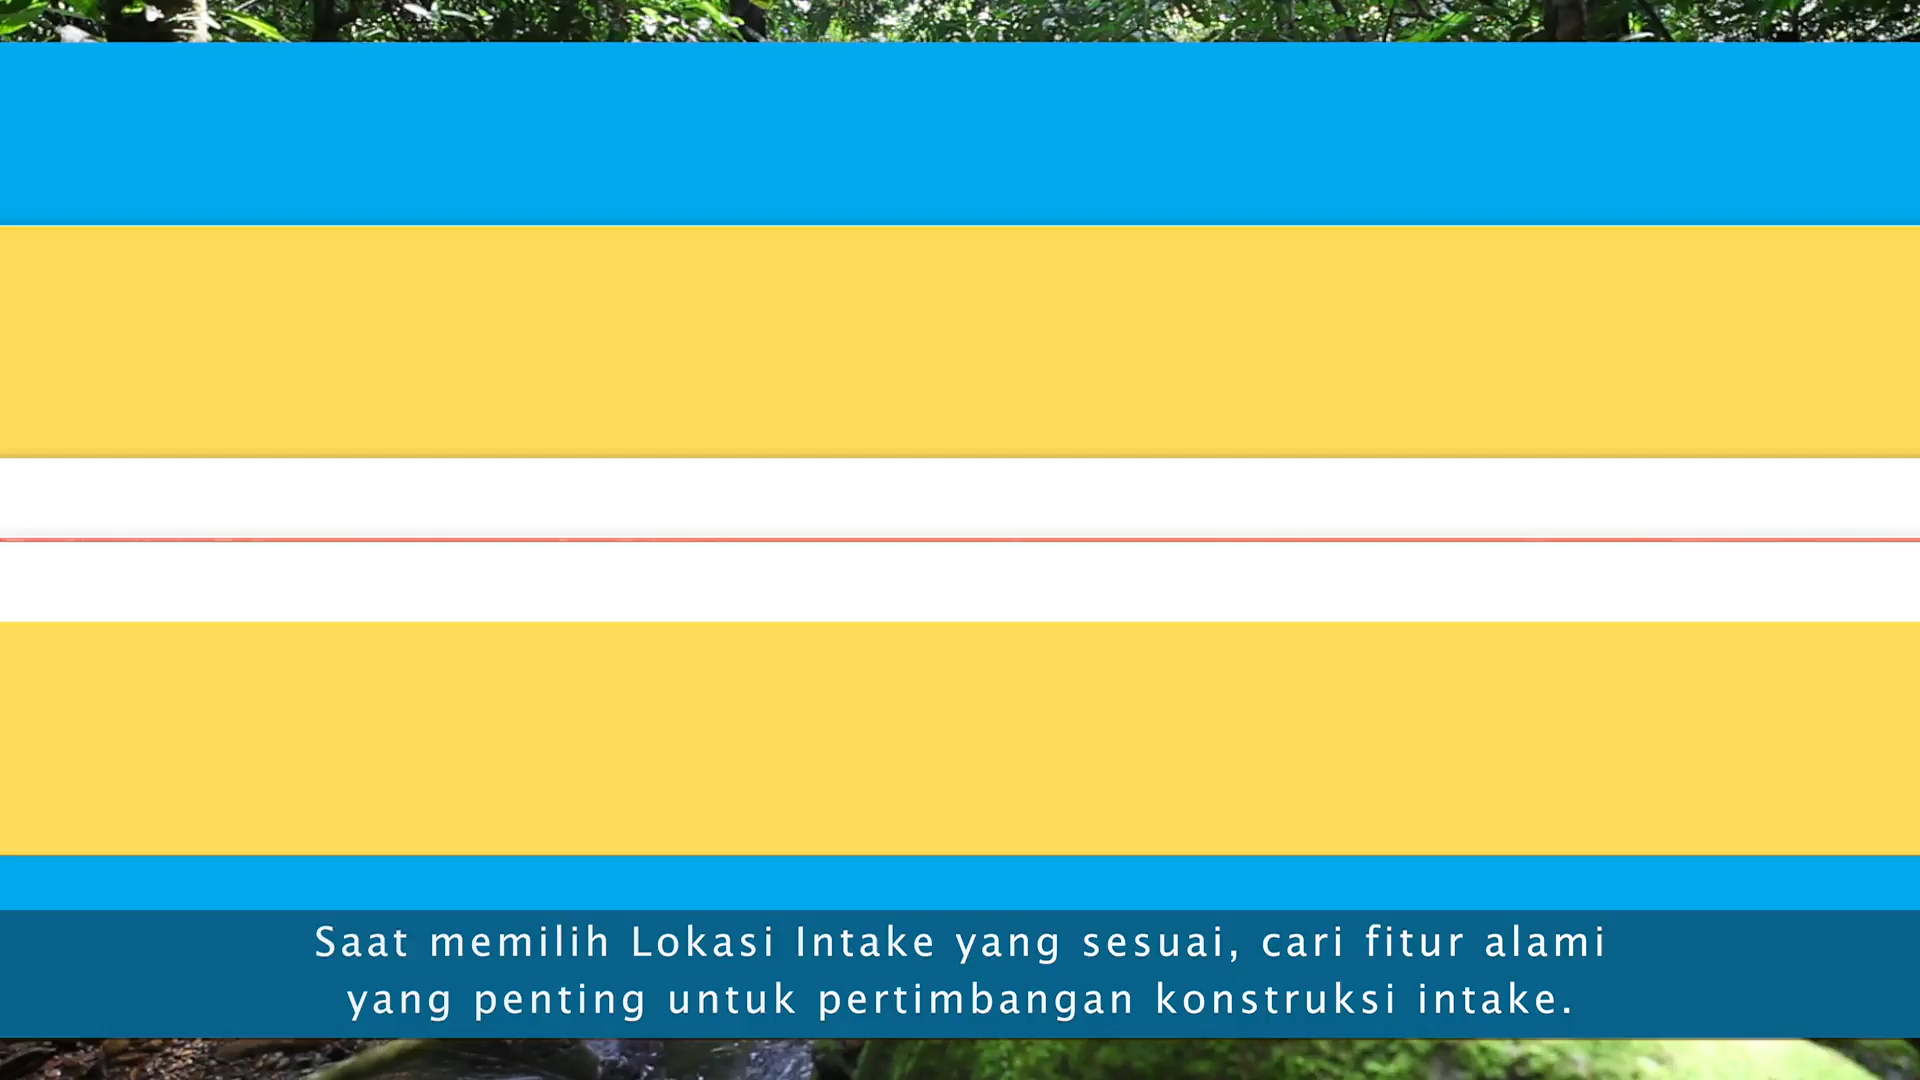 Saat memilih Lokasi Intake yang sesuai, cari fitur alami
yang penting untuk pertimbangan konstruksi intake.